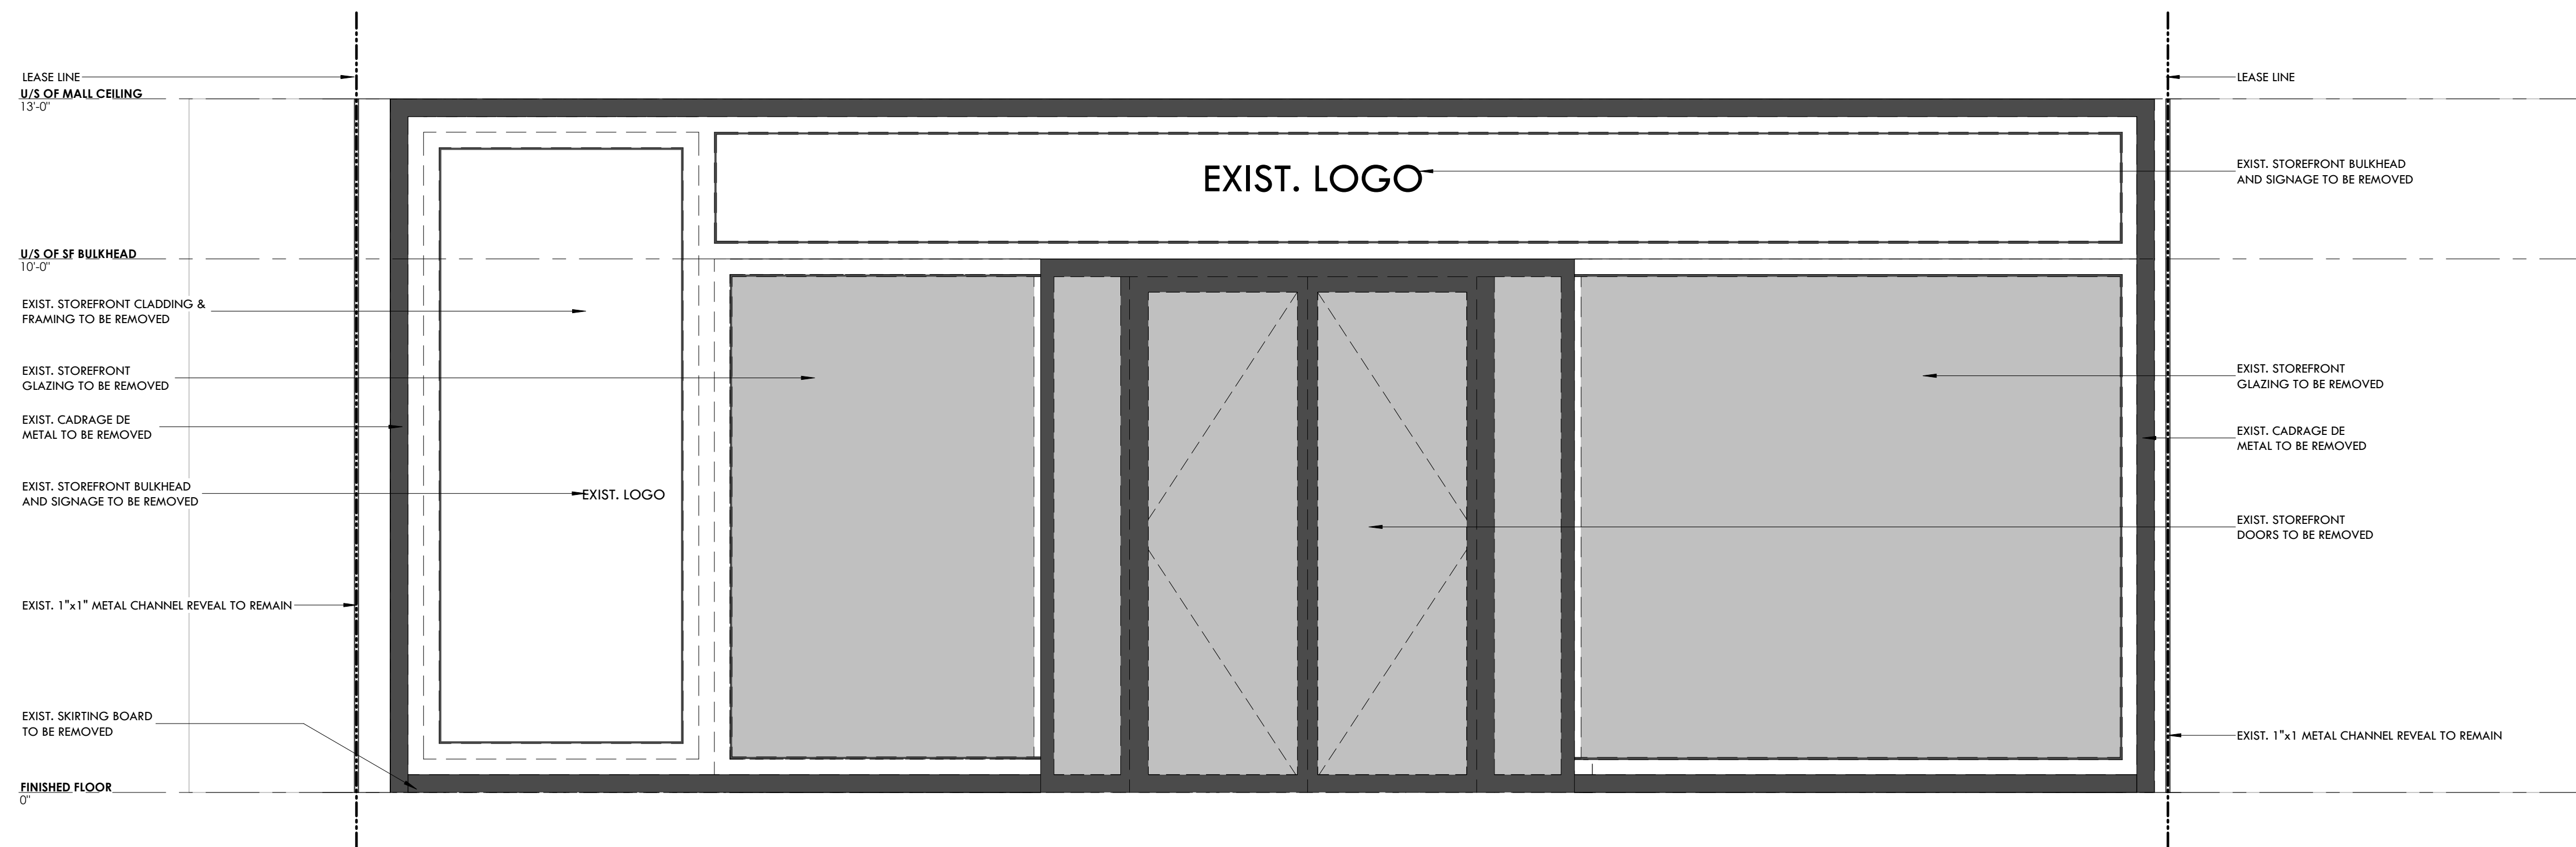 LEASE LINE
U/S OF MALL CEILING
13'-0"
U/S OF SF BULKHEAD
10'-0"
EXIST. STOREFRONT CLADDING &
FRAMING TO BE REMOVED
EXIST. STOREFRONT
GLAZING TO BE REMOVED
EXIST. CADRAGE DE
METAL TO BE REMOVED
EXIST. STOREFRONT BULKHEAD
AND SIGNAGE TO BE REMOVED
EXIST. 1"x1" METAL CHANNEL REVEAL TO REMAIN
EXIST. SKIRTING BOARD
TO BE REMOVED
FINISHED FLOOR
0"
EXIST. LOGO
EXIST. LOGO
LEASE LINE
EXIST. STOREFRONT BULKHEAD
AND SIGNAGE TO BE REMOVED
EXIST. STOREFRONT
GLAZING TO BE REMOVED
EXIST. CADRAGE DE
METAL TO BE REMOVED
EXIST. STOREFRONT
DOORS TO BE REMOVED
EXIST. 1"x1 METAL CHANNEL REVEAL TO REMAIN